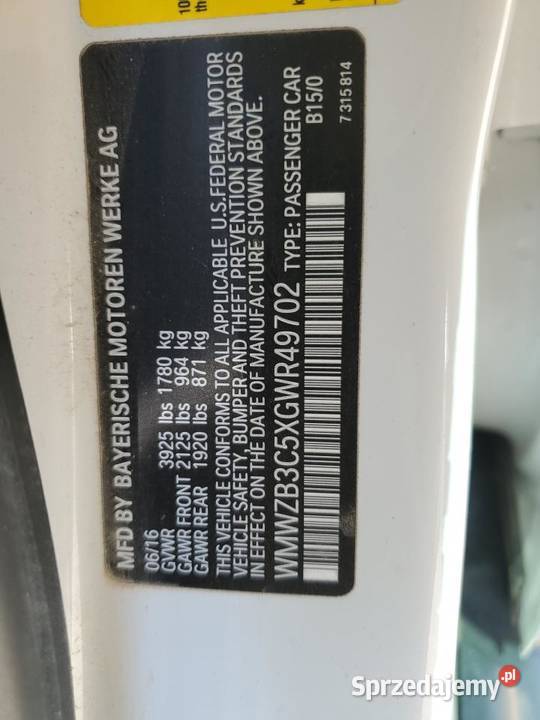 MFD BY BAYERISCHE MOTOREN WERKE AG
06/16
GVWR 3925 lbs 1780 kg
GAWR FRONT 2125 lbs 964 kg
GAWR REAR 1920 lbs 871 kg
THIS VEHICLE CONFORMS TO ALL APPLICABLE U.S.FEDERAL MOTOR
VEHICLE SAFETY, BUMPER AND THEFT PREVENTION STANDARDS
IN EFFECT ON THE DATE OF MANUFACTURE SHOWN ABOVE.
WMWZB3C5XGWR49702 TYPE: PASSENGER CAR
B15/0
7 315 814
Sprzedajemy.pl